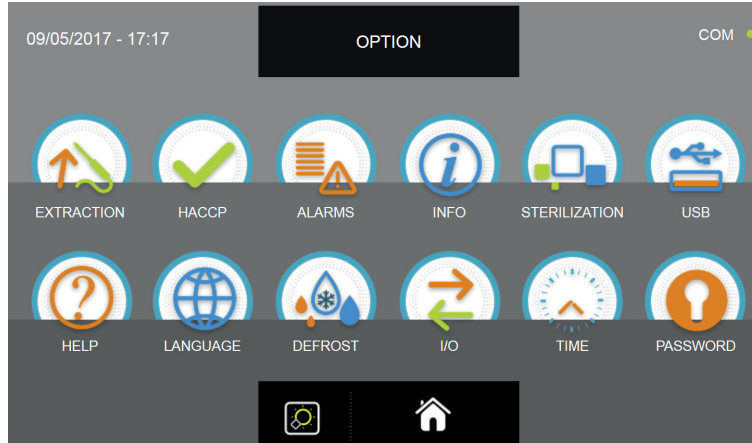 09/05/2017 - 17:17
OPTION
COM
EXTRACTION
HACCP
ALARMS
INFO
STERILIZATION
USB
HELP
LANGUAGE
DEFROST
I/O
TIME
PASSWORD